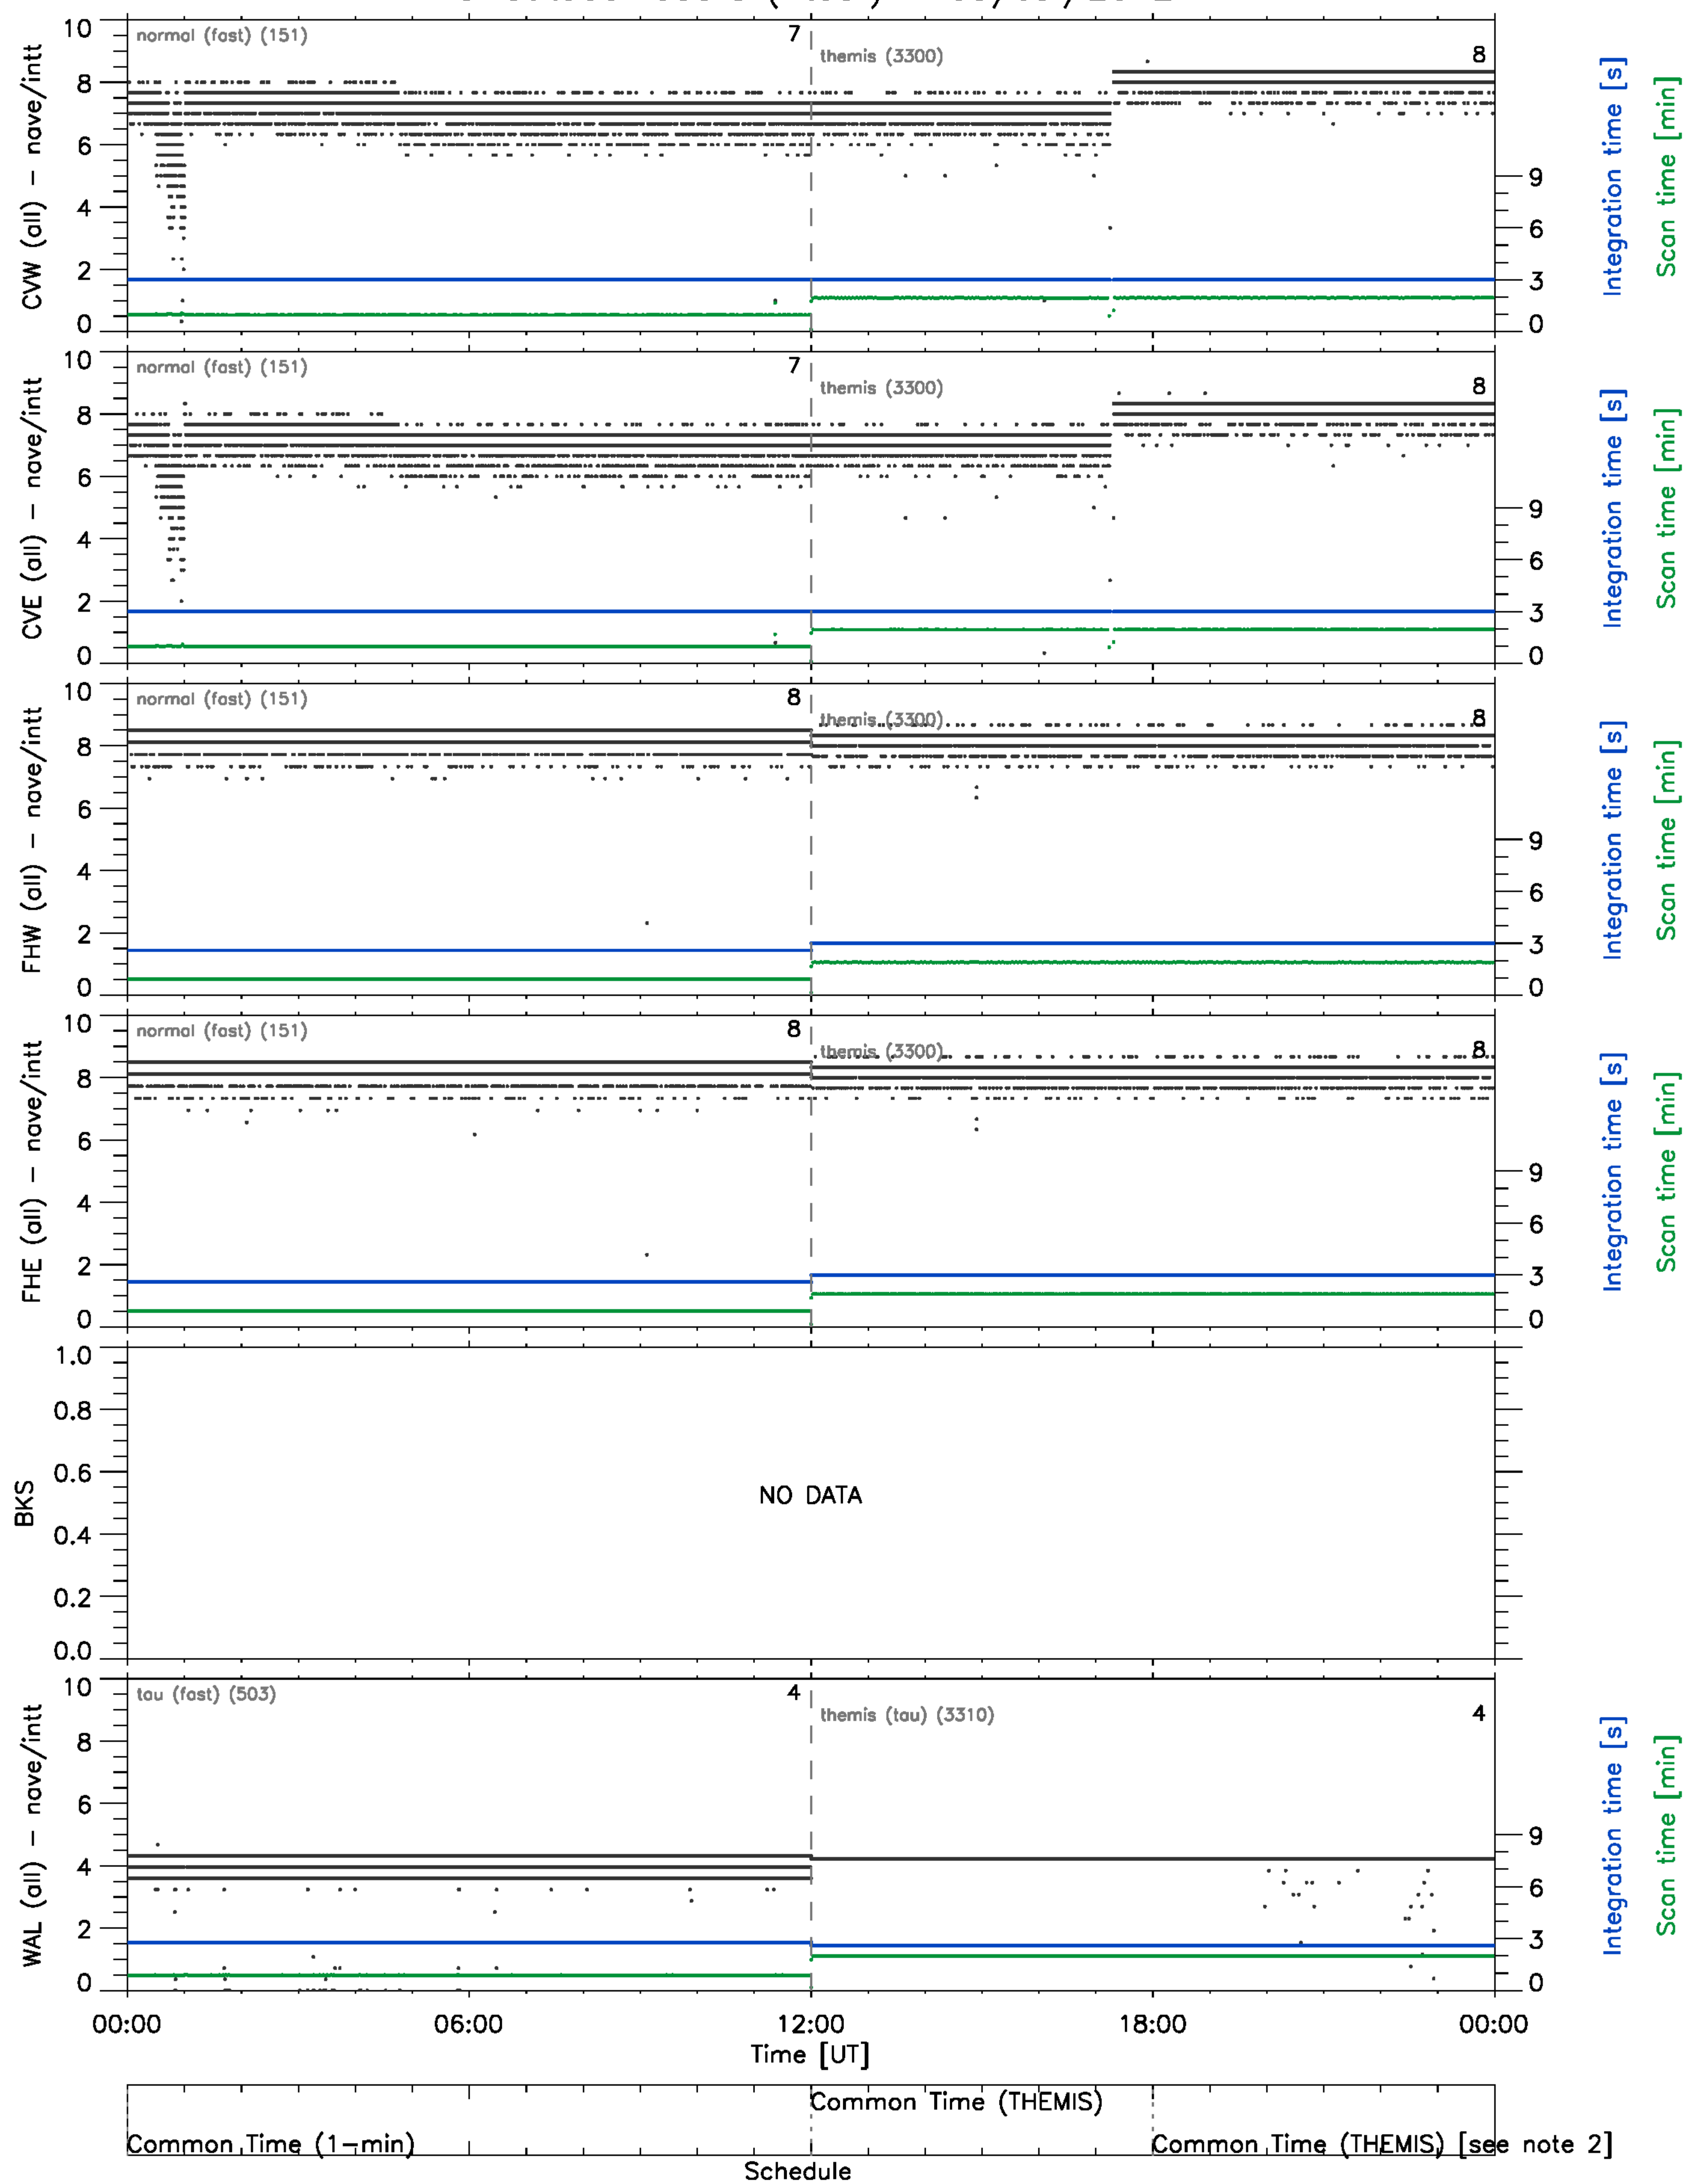 10
8
6
4
2
0
CVW (all) – nave/intt
normal (fast) (151)
7
themis (3300)
8
9
6
3
0
Integration time [s]
Scan time [min]
10
8
6
4
2
0
CVE (all) – nave/intt
normal (fast) (151)
7
themis (3300)
8
9
6
3
0
Integration time [s]
Scan time [min]
10
8
6
4
2
0
FHW (all) – nave/intt
normal (fast) (151)
8
themis (3300)
8
9
6
3
0
Integration time [s]
Scan time [min]
10
8
6
4
2
0
FHE (all) – nave/intt
normal (fast) (151)
8
themis (3300)
8
9
6
3
0
Integration time [s]
Scan time [min]
1.0
0.8
0.6
0.4
0.2
0.0
BKS
NO DATA
10
8
6
4
2
0
WAL (all) – nave/intt
tau (fast) (503)
4
themis (tau) (3310)
4
9
6
3
0
Integration time [s]
Scan time [min]
00:00 06:00 12:00 18:00 00:00
Time [UT]
Common Time (THEMIS)
Common Time (1–min) Common Time (THEMIS) [see note 2]
Schedule